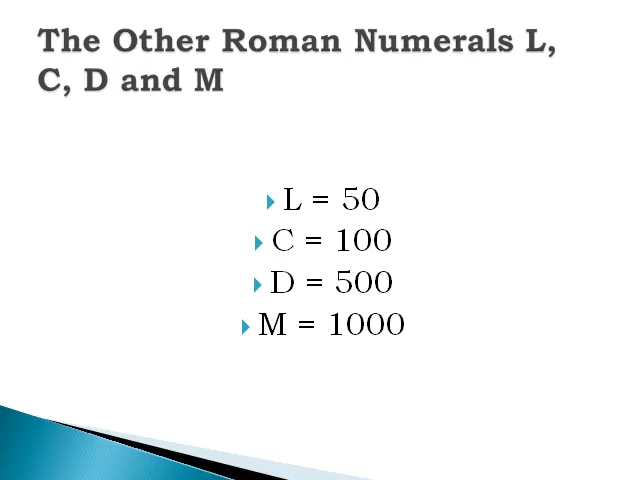 The Other Roman Numerals L,
C, D and M
L = 50
C = 100
D = 500
M = 1000